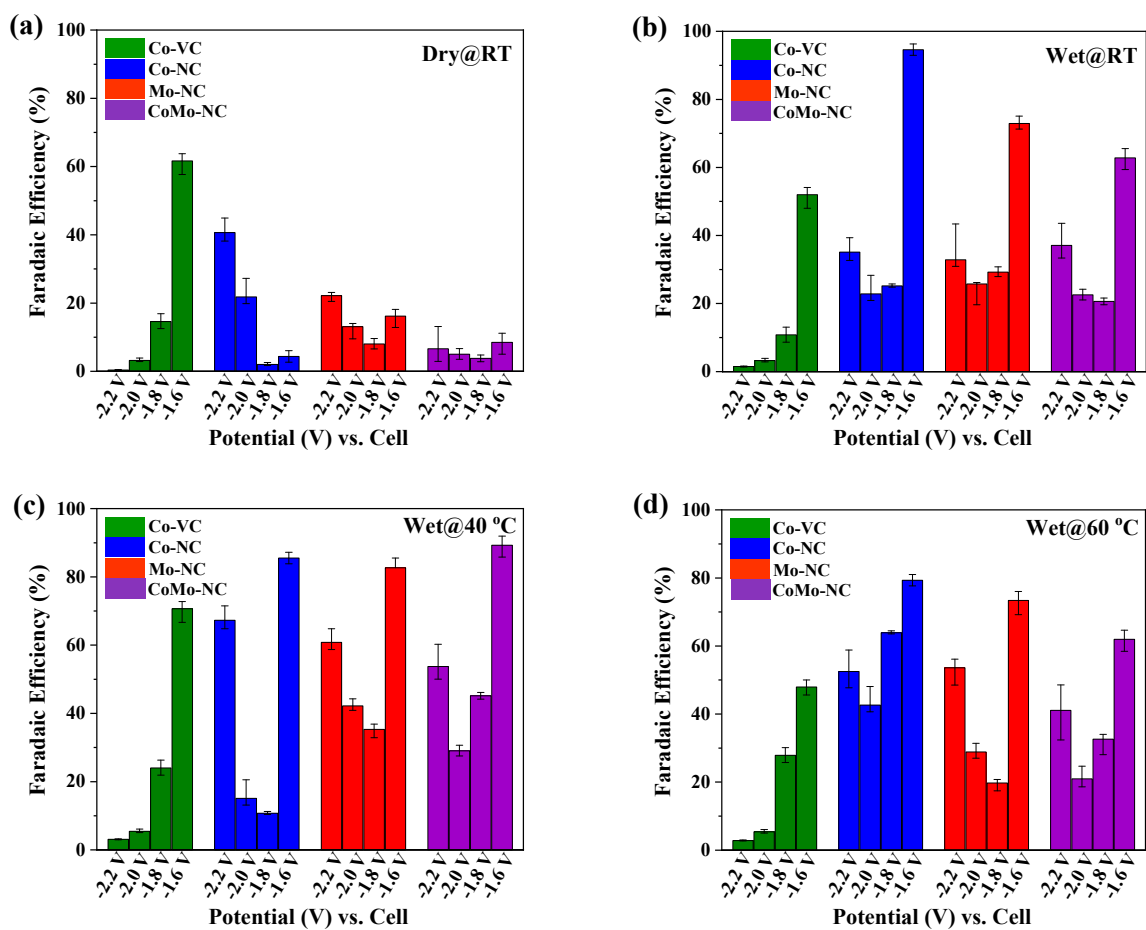 (a)
Dry@RT
Co-VC
Co-NC
Mo-NC
CoMo-NC
Faradaic Efficiency (%)
100
80
60
40
20
0
-2.2 V -2.0 V -1.8 V -1.6 V -2.2 V -2.0 V -1.8 V -1.6 V -2.2 V -2.0 V -1.8 V -1.6 V -2.2 V -2.0 V -1.8 V -1.6 V
Potential (V) vs. Cell
(b)
Wet@RT
Co-VC
Co-NC
Mo-NC
CoMo-NC
Faradaic Efficiency (%)
100
80
60
40
20
0
-2.2 V -2.0 V -1.8 V -1.6 V -2.2 V -2.0 V -1.8 V -1.6 V -2.2 V -2.0 V -1.8 V -1.6 V -2.2 V -2.0 V -1.8 V -1.6 V
Potential (V) vs. Cell
(c)
Wet@40 °C
Co-VC
Co-NC
Mo-NC
CoMo-NC
Faradaic Efficiency (%)
100
80
60
40
20
0
-2.2 V -2.0 V -1.8 V -1.6 V -2.2 V -2.0 V -1.8 V -1.6 V -2.2 V -2.0 V -1.8 V -1.6 V -2.2 V -2.0 V -1.8 V -1.6 V
Potential (V) vs. Cell
(d)
Wet@60 °C
Co-VC
Co-NC
Mo-NC
CoMo-NC
Faradaic Efficiency (%)
100
80
60
40
20
0
-2.2 V -2.0 V -1.8 V -1.6 V -2.2 V -2.0 V -1.8 V -1.6 V -2.2 V -2.0 V -1.8 V -1.6 V -2.2 V -2.0 V -1.8 V -1.6 V
Potential (V) vs. Cell